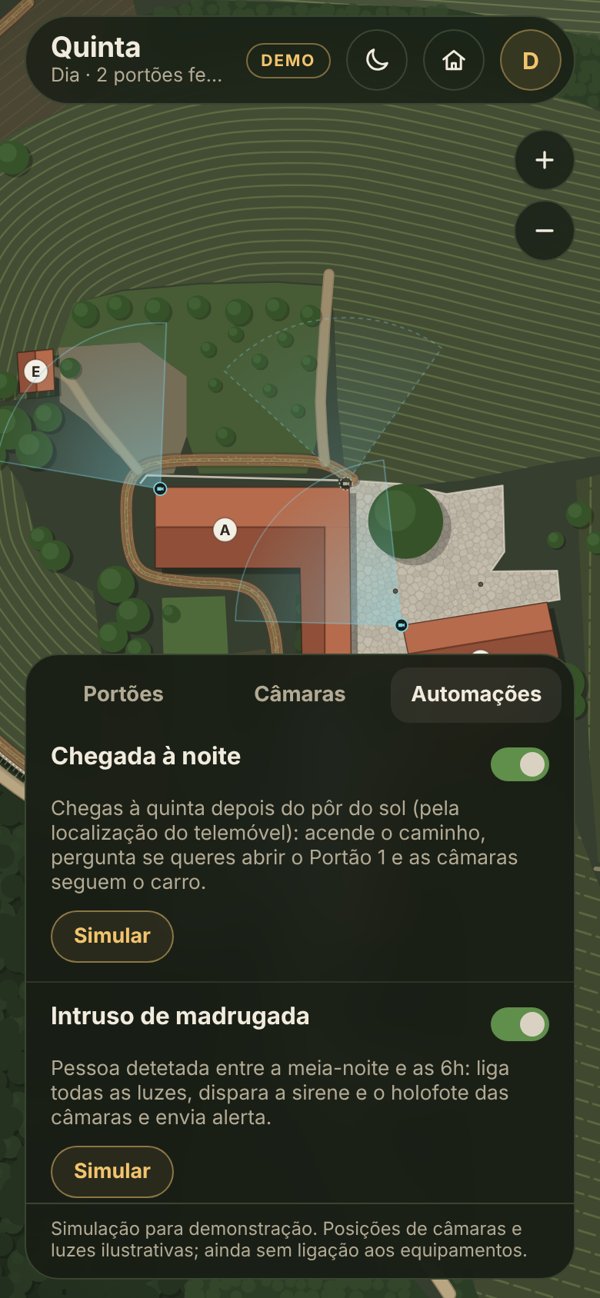 Quinta
Dia · 2 portões fe...
DEMO
D
+
−
E
A
Portões
Câmaras
Automações
Chegada à noite
Chegas à quinta depois do pôr do sol (pela
localização do telemóvel): acende o caminho,
pergunta se queres abrir o Portão 1 e as câmaras
seguem o carro.
Simular
Intruso de madrugada
Pessoa detetada entre a meia-noite e as 6h: liga
todas as luzes, dispara a sirene e o holofote das
câmaras e envia alerta.
Simular
Simulação para demonstração. Posições de câmaras e
luzes ilustrativas; ainda sem ligação aos equipamentos.